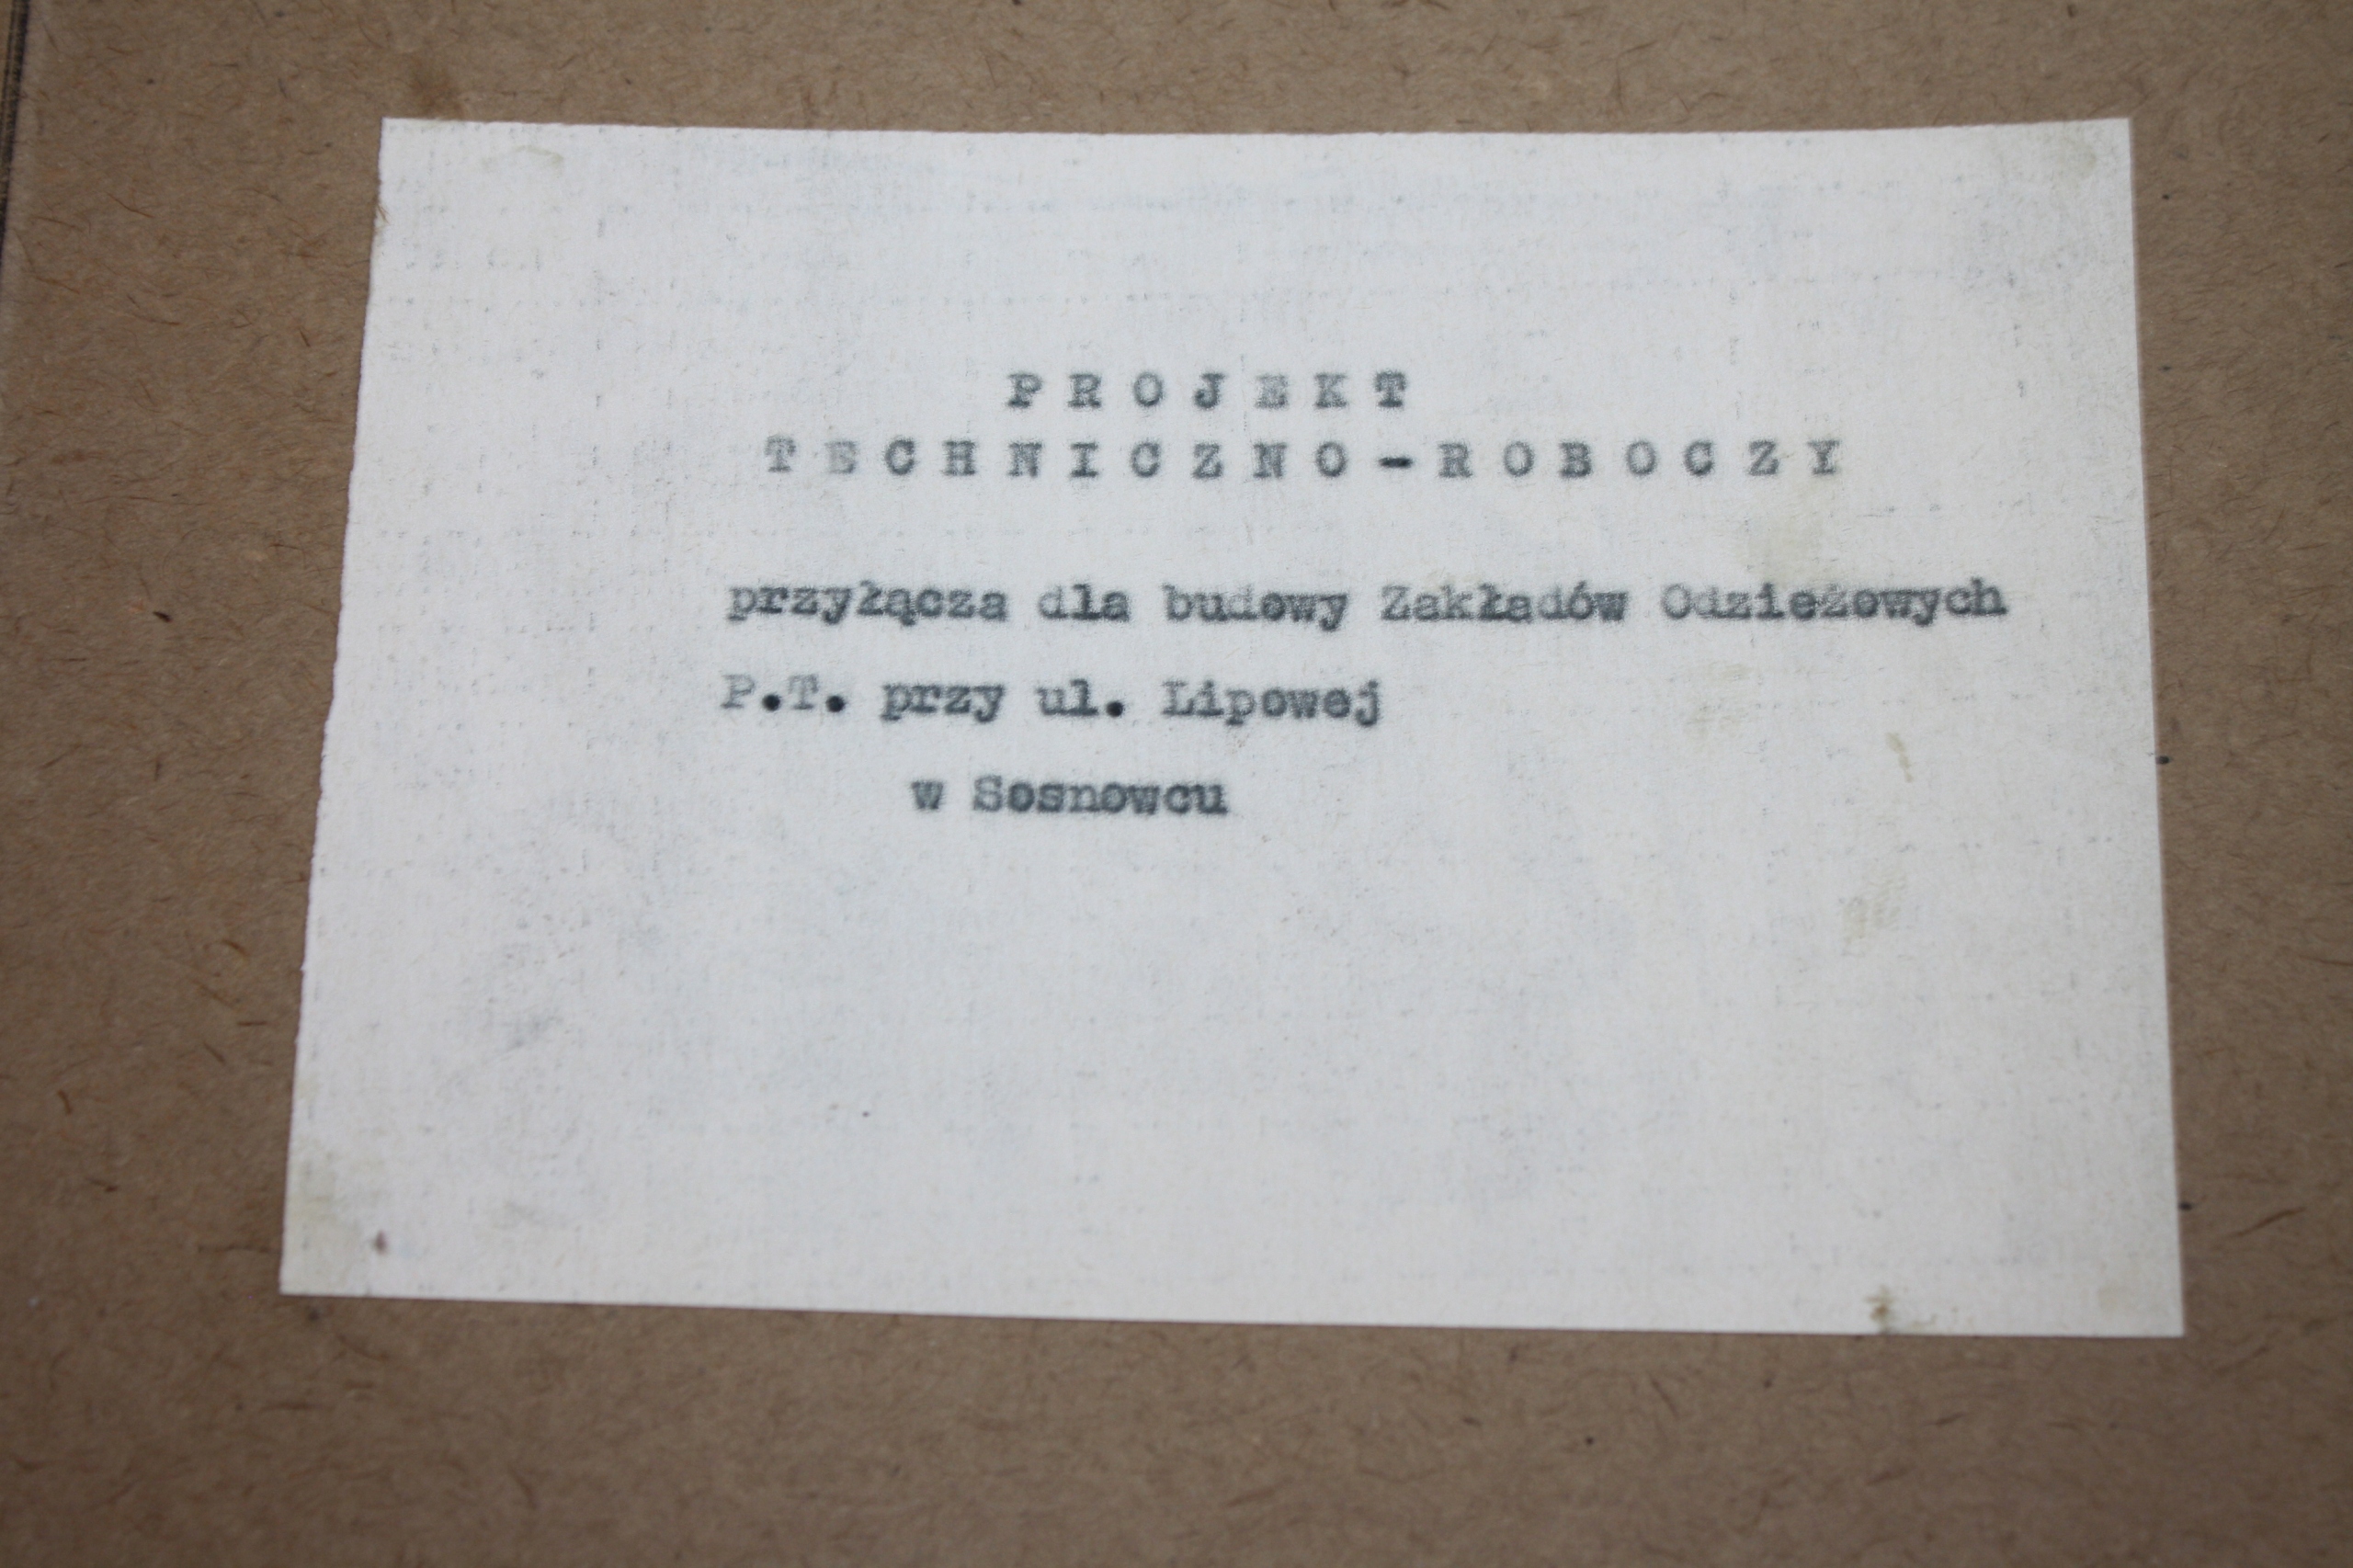 P R O J E K T
T E C H N I C Z N O - R O B O C Z Y
przyłącza dla budowy Zakładów Odzieżowych
P.T. przy ul. Lipowej
w Sosnowcu